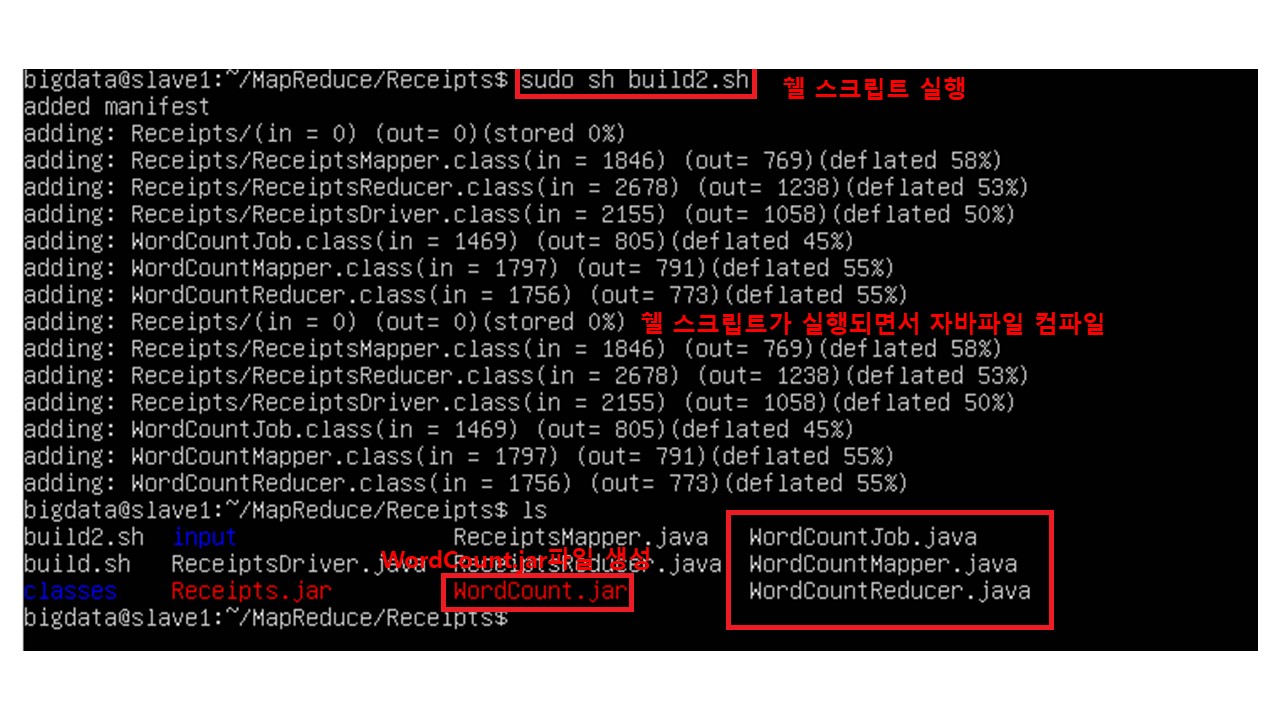 bigdata@slave1:~/MapReduce/Receipts$ sudo sh build2.sh 쉘 스크립트 실행
added manifest
adding: Receipts/(in = 0) (out= 0)(stored 0%)
adding: Receipts/ReceiptsMapper.class(in = 1846) (out= 769)(deflated 58%)
adding: Receipts/ReceiptsReducer.class(in = 2678) (out= 1238)(deflated 53%)
adding: Receipts/ReceiptsDriver.class(in = 2155) (out= 1058)(deflated 50%)
adding: WordCountJob.class(in = 1469) (out= 805)(deflated 45%)
adding: WordCountMapper.class(in = 1797) (out= 791)(deflated 55%)
adding: WordCountReducer.class(in = 1756) (out= 773)(deflated 55%)
adding: Receipts/(in = 0) (out= 0)(stored 0%) 쉘 스크립트가 실행되면서 자바파일 컴파일
adding: Receipts/ReceiptsMapper.class(in = 1846) (out= 769)(deflated 58%)
adding: Receipts/ReceiptsReducer.class(in = 2678) (out= 1238)(deflated 53%)
adding: Receipts/ReceiptsDriver.class(in = 2155) (out= 1058)(deflated 50%)
adding: WordCountJob.class(in = 1469) (out= 805)(deflated 45%)
adding: WordCountMapper.class(in = 1797) (out= 791)(deflated 55%)
adding: WordCountReducer.class(in = 1756) (out= 773)(deflated 55%)
bigdata@slave1:~/MapReduce/Receipts$ ls
build2.sh input ReceiptsMapper.java WordCountJob.java
WordCount.jar파일 생성
build.sh ReceiptsDriver.java ReceiptsReducer.java WordCountMapper.java
classes Receipts.jar WordCount.jar WordCountReducer.java
bigdata@slave1:~/MapReduce/Receipts$